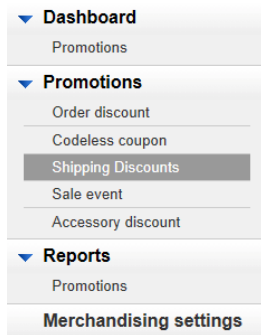 Dashboard
Promotions
Promotions
Order discount
Codeless coupon
Shipping Discounts
Sale event
Accessory discount
Reports
Promotions
Merchandising settings